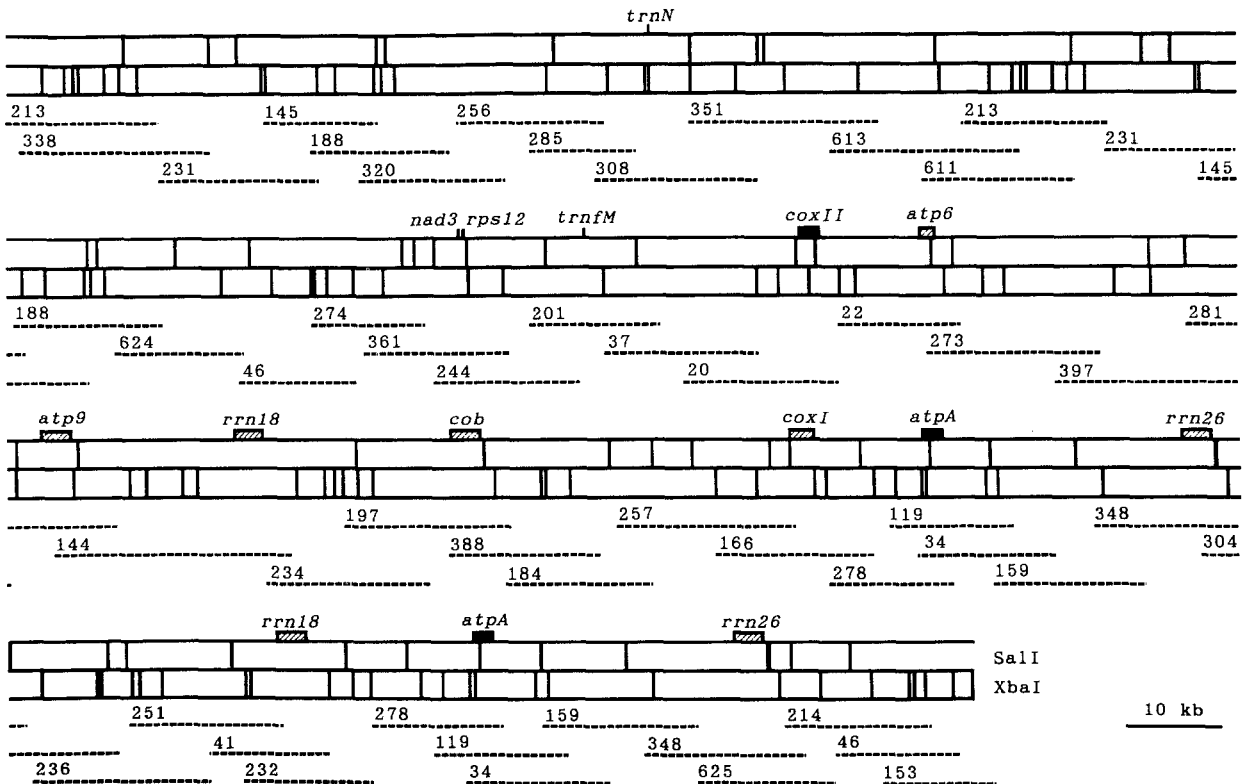 trnN
213 145 256 351 213
338 188 285 613 231
231 320 308 611 145
nad3 rps12 trnfM coxII atp6
188 274 201 22 281
624 361 37 273
46 244 20 397
atp9 rrn18 cob coxI atpA rrn26
197 257 119 348
144 388 166 34 304
234 184 278 159
rrn18 atpA rrn26
SalI
XbaI
251 278 159 214
10 kb
41 119 348 46
236 232 34 625 153